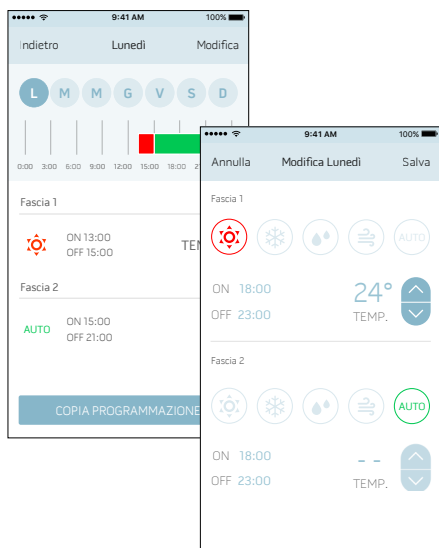 9:41 AM 100%
Indietro Lunedì Modifica
L M M G V S D
0:00 3:00 6:00 9:00 12:00 15:00 18:00
Fascia 1
ON 13:00
OFF 15:00
Fascia 2
AUTO
ON 15:00
OFF 21:00
COPIA PROGRAMMAZIONE
9:41 AM 100%
Annulla Modifica Lunedì Salva
Fascia 1
AUTO
ON 18:00 24°
OFF 23:00 TEMP.
Fascia 2
AUTO
ON 18:00 - -
OFF 23:00 TEMP.